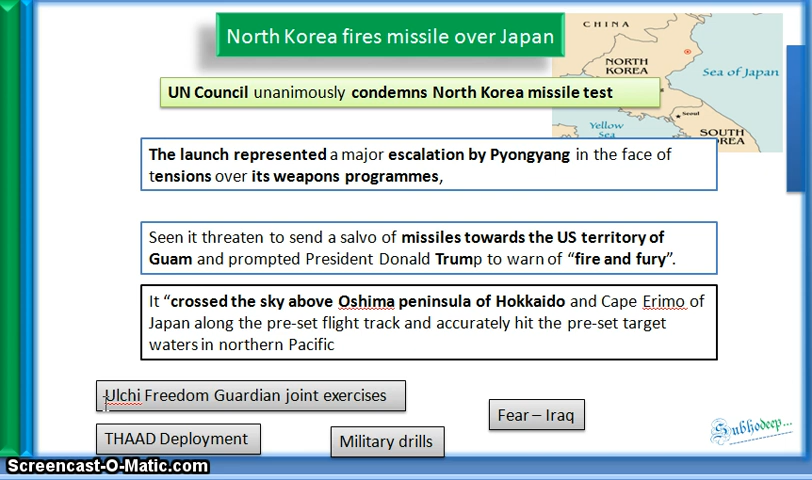 North Korea fires missile over Japan
CHINA
NORTH
KOREA
Sea of Japan
UN Council unanimously condemns North Korea missile test
Seoul
Yellow
Sea
SOUTH
REA
The launch represented a major escalation by Pyongyang in the face of
tensions over its weapons programmes,
Seen it threaten to send a salvo of missiles towards the US territory of
Guam and prompted President Donald Trump to warn of “fire and fury”.
It “crossed the sky above Oshima peninsula of Hokkaido and Cape Erimo of
Japan along the pre-set flight track and accurately hit the pre-set target
waters in northern Pacific
Ulchi Freedom Guardian joint exercises
Fear – Iraq
THAAD Deployment
Military drills
Subhodeep...
Screencast-O-Matic.com